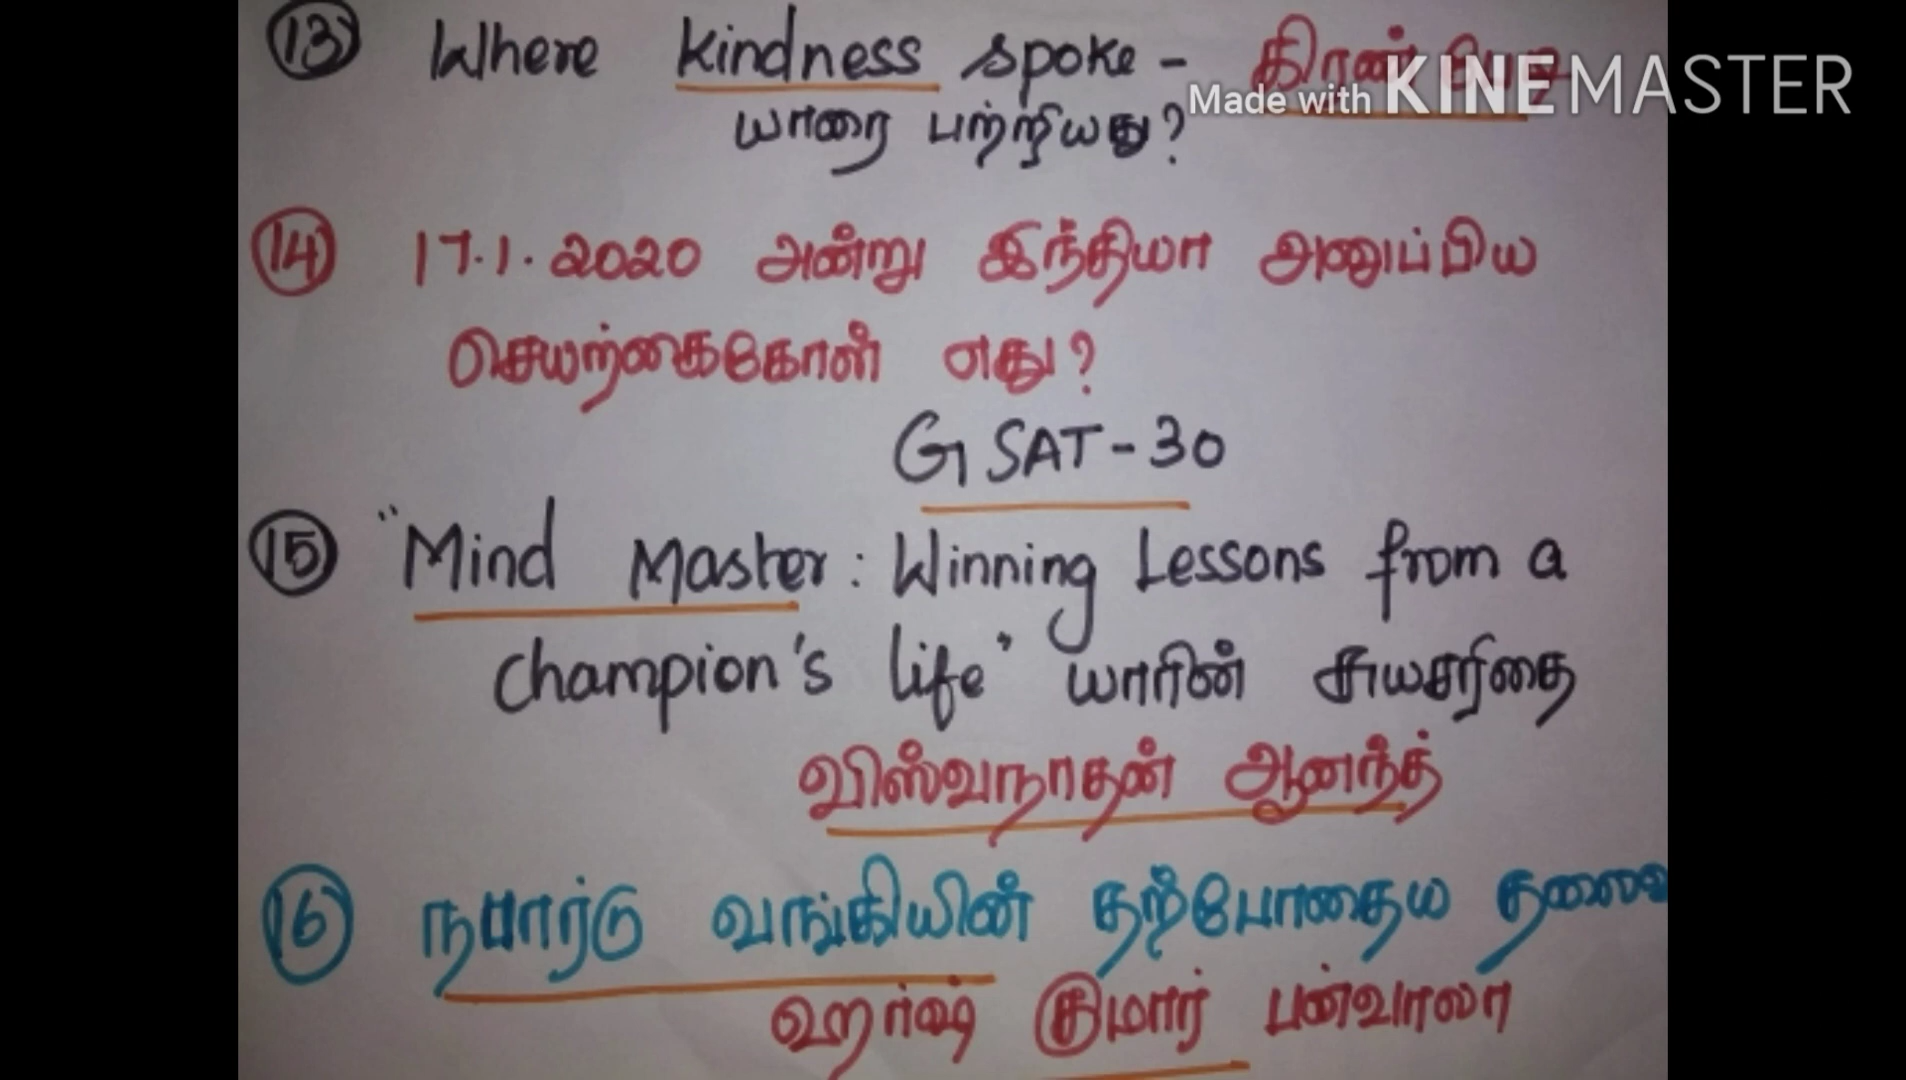 13 Where kindness spoke - கிரண் பேடி
Made with KINEMASTER
யாரை பற்றியது?
14 17.1.2020 அன்று இந்தியா அனுப்பிய
செயற்கைகோள் எது?
GSAT-30
15 "Mind Master: Winning Lessons from a
Champion's life" யாரின் சுயசரிதை
விஸ்வநாதன் ஆனந்த்
16 நபார்டு வங்கியின் தற்போதைய
ஹர்ஷ் குமார் பன்வாலா